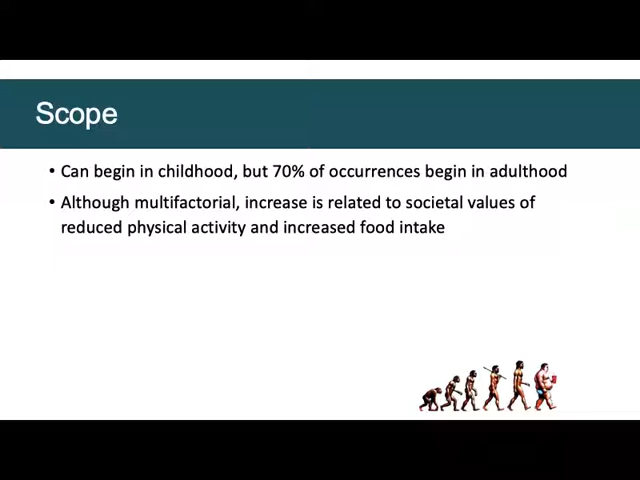 Scope
• Can begin in childhood, but 70% of occurrences begin in adulthood
• Although multifactorial, increase is related to societal values of
reduced physical activity and increased food intake